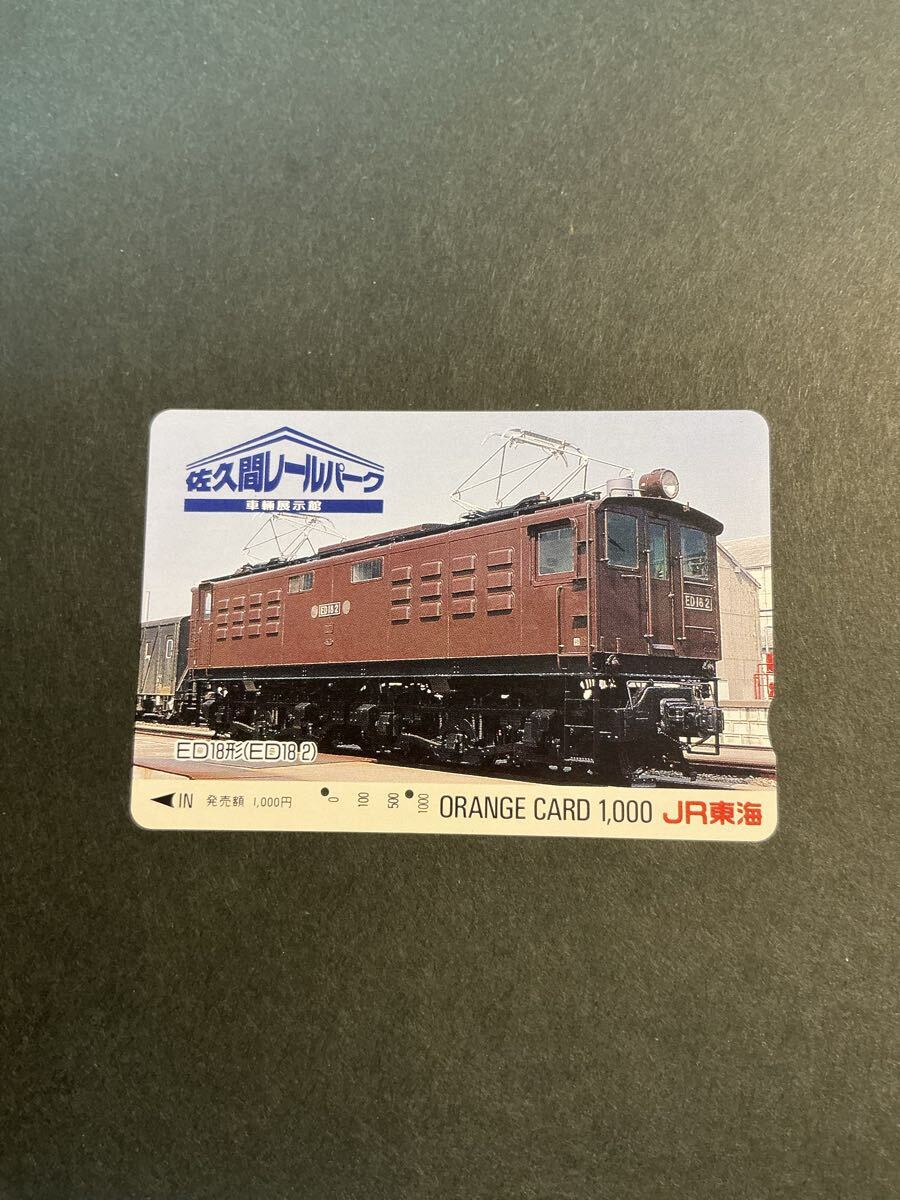 佐久間レールパーク
車輛展示館
ED18 2
ED18 2
ED18形(ED18 2)
IN 発売額 1,000円 0 100 500 1000 ORANGE CARD 1,000 JR東海